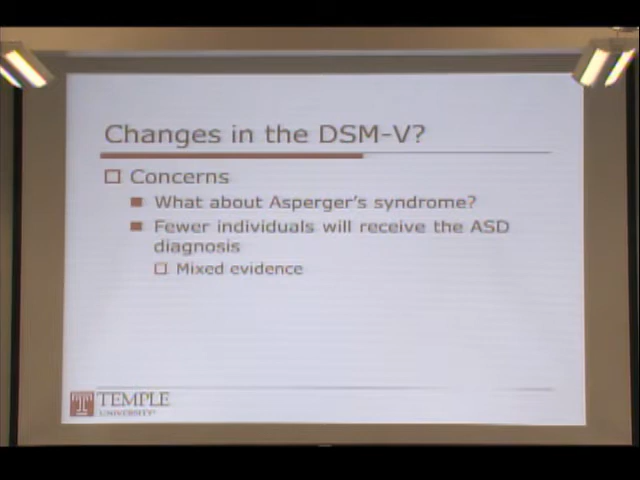 Changes in the DSM-V?
Concerns
What about Asperger's syndrome?
Fewer individuals will receive the ASD
diagnosis
Mixed evidence
TEMPLE
UNIVERSITY